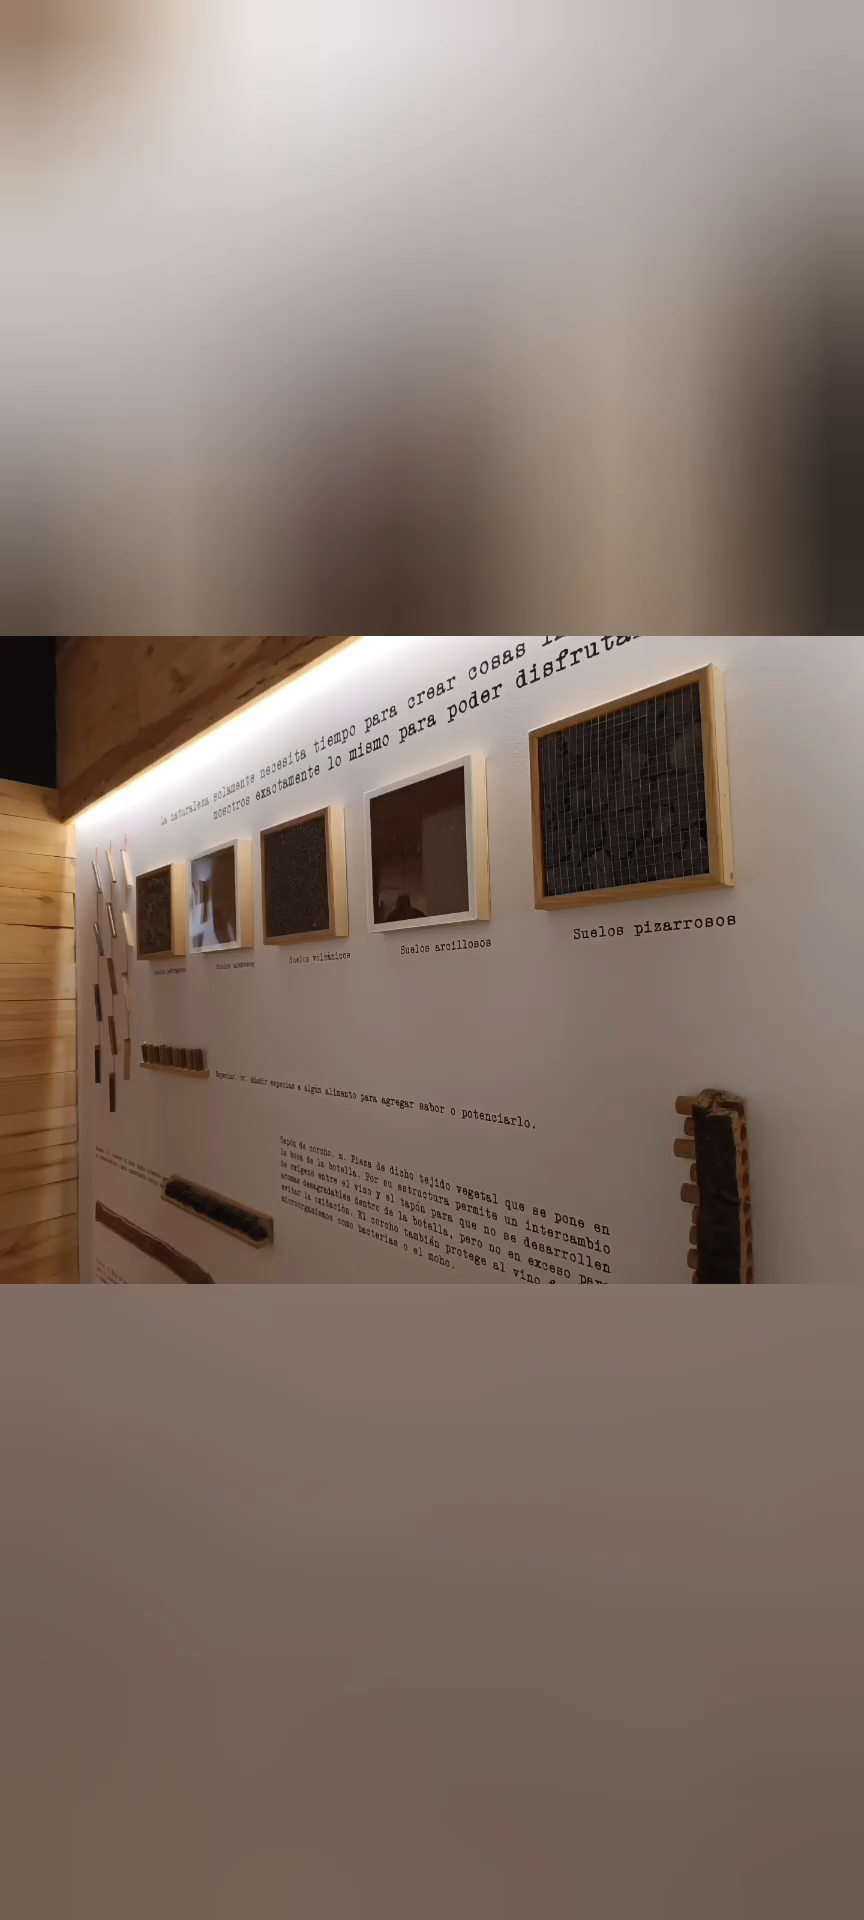 La naturaleza solamente necesita tiempo para crear cosas
nosotros exactamente lo mismo para poder disfruta
Suelos pizarrosos
Suelos arcillosos
Suelos volcánicos
Suelos arenosos
Especiar. tr. Añadir especias a algún alimento para agregar sabor o potenciarlo.
Tapón de corcho. m. Pieza de dicho tejido vegetal que se pone en
la boca de la botella. Por su estructura permite un intercambio
de oxígeno entre el vino y el tapón para que no se desarrollen
aromas desagradables dentro de la botella, pero no en exceso para
evitar la oxidación. El corcho también protege al vino
microorganismos como bacterias o el moho.